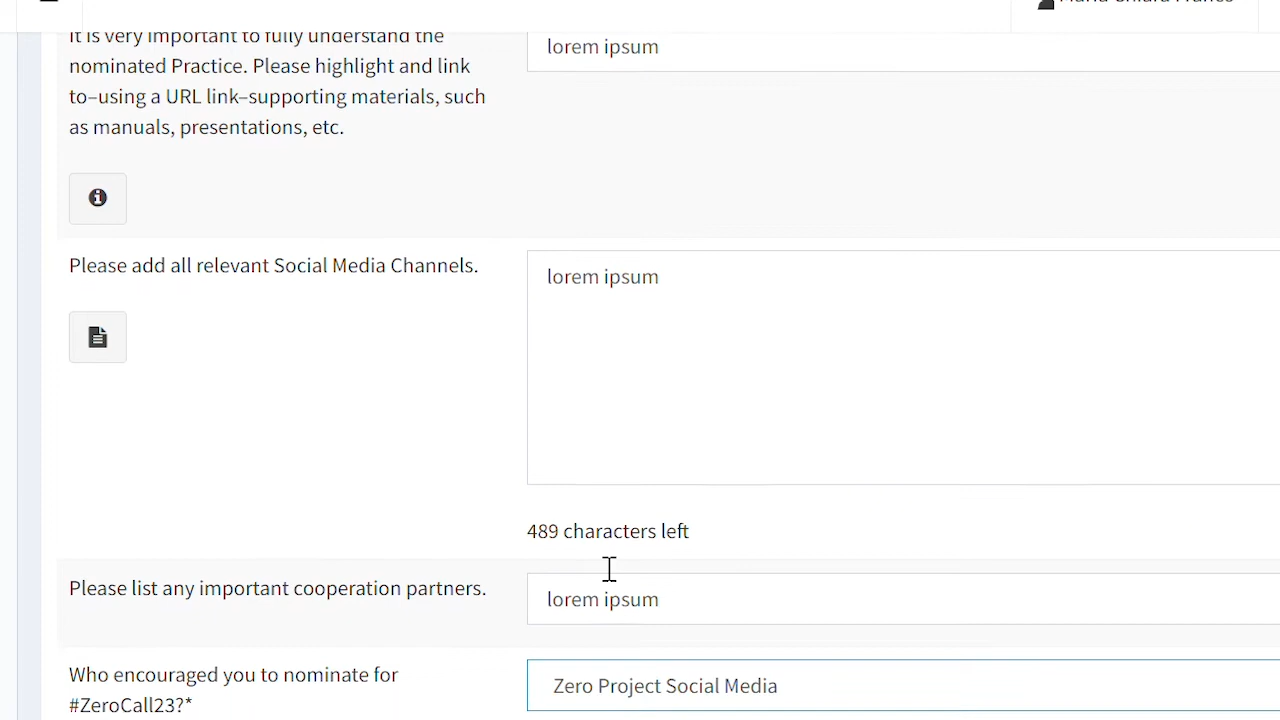 It is very important to fully understand the
nominated Practice. Please highlight and link
to–using a URL link–supporting materials, such
as manuals, presentations, etc.
lorem ipsum
Please add all relevant Social Media Channels.
lorem ipsum
489 characters left
Please list any important cooperation partners.
lorem ipsum
Who encouraged you to nominate for
#ZeroCall23?*
Zero Project Social Media